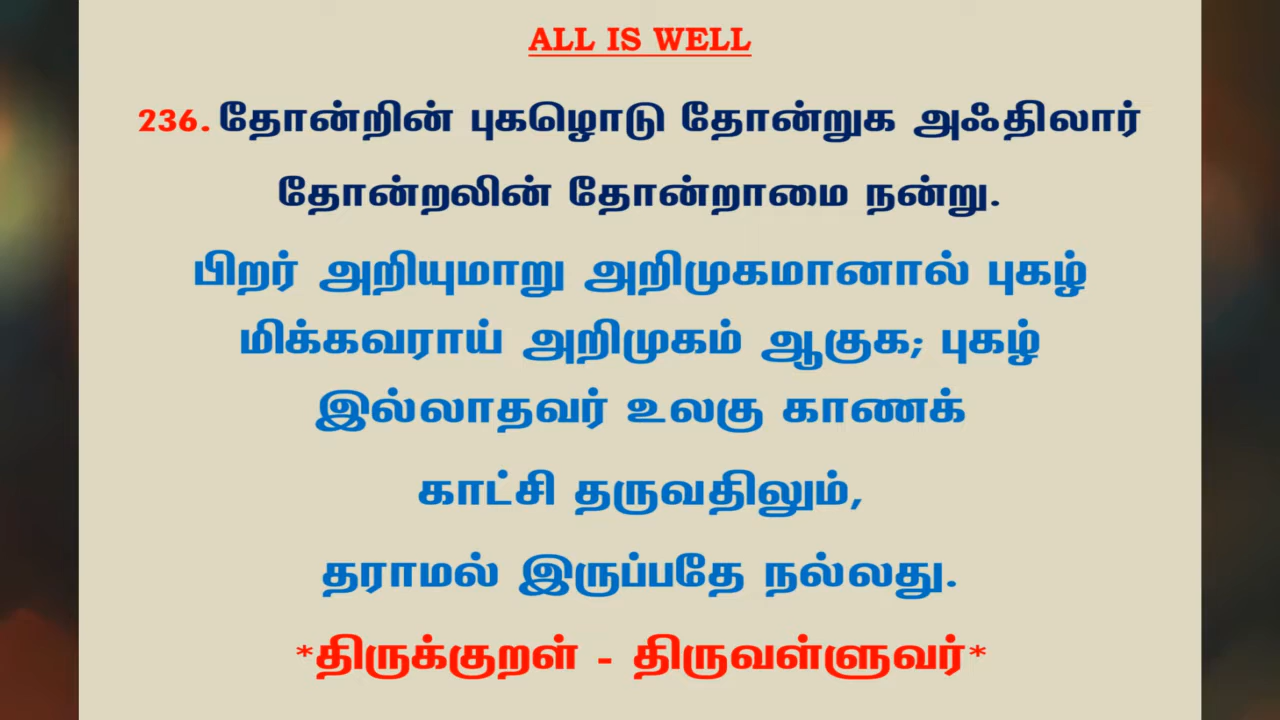 ALL IS WELL
236. தோன்றின் புகழொடு தோன்றுக அஃதிலார்
தோன்றலின் தோன்றாமை நன்று.
பிறர் அறியுமாறு அறிமுகமானால் புகழ்
மிக்கவராய் அறிமுகம் ஆகுக; புகழ்
இல்லாதவர் உலகு காணக்
காட்சி தருவதிலும்,
தராமல் இருப்பதே நல்லது.
*திருக்குறள் - திருவள்ளுவர்*